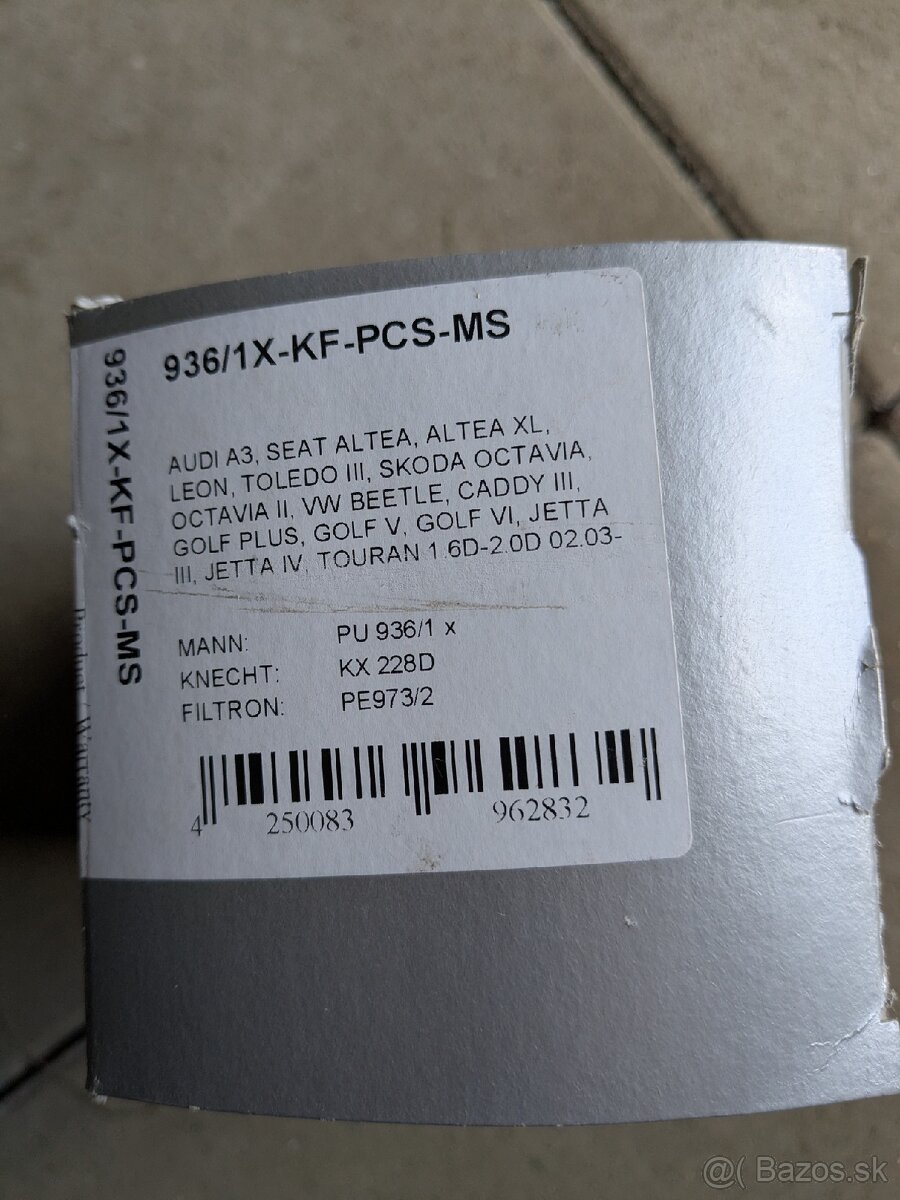 936/1X-KF-PCS-MS
936/1X-KF-PCS-MS
AUDI A3, SEAT ALTEA, ALTEA XL,
LEON, TOLEDO III, SKODA OCTAVIA,
OCTAVIA II, VW BEETLE, CADDY III,
GOLF PLUS, GOLF V, GOLF VI, JETTA
III, JETTA IV, TOURAN 1.6D-2.0D 02.03-
MANN: PU 936/1 x
KNECHT: KX 228D
FILTRON: PE973/2
4 250083 962832
Product / Warranty
@( Bazos.sk